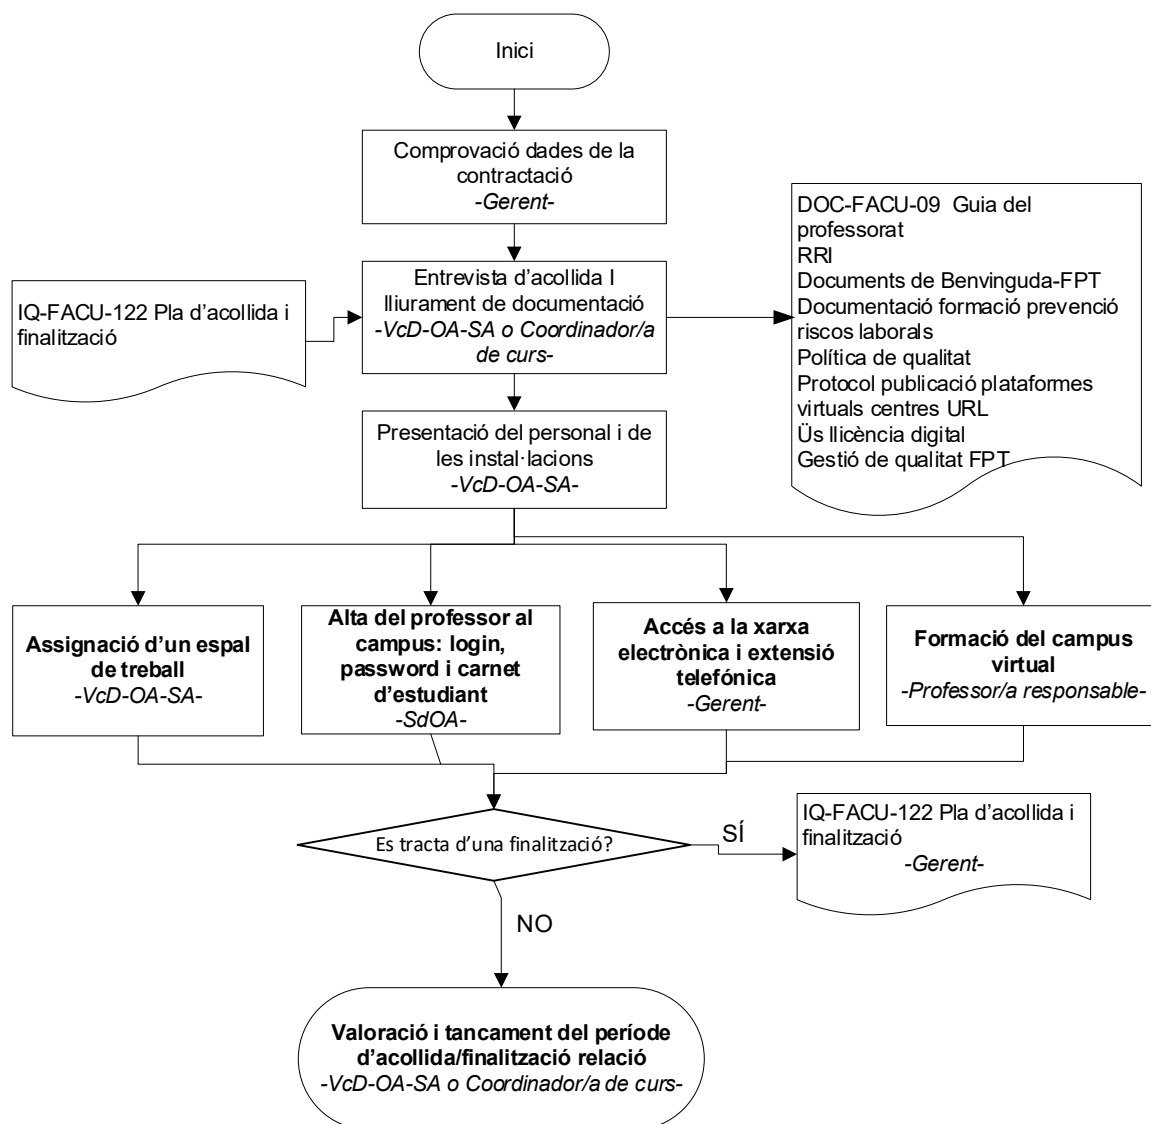 Inici
Comprovació dades de la
contractació
-Gerent-
DOC-FACU-09 Guia del
professorat
RRI
Documents de Benvinguda-FPT
Documentació formació prevenció
riscos laborals
Política de qualitat
Protocol publicació plataformes
virtuals centres URL
Üs llicència digital
Gestió de qualitat FPT
Entrevista d'acollida I
lliurament de documentació
-VcD-OA-SA o Coordinador/a
de curs-
IQ-FACU-122 Pla d'acollida i
finalització
Presentació del personal i de
les instal·lacions
-VcD-OA-SA-
Assignació d'un espal
de treball
-VcD-OA-SA-
Alta del professor al
campus: login,
password i carnet
d'estudiant
-SdOA-
Accés a la xarxa
electrònica i extensió
telefónica
-Gerent-
Formació del campus
virtual
-Professor/a responsable-
Es tracta d'una finalització?
SÍ
IQ-FACU-122 Pla d'acollida i
finalització
-Gerent-
NO
Valoració i tancament del període
d'acollida/finalització relació
-VcD-OA-SA o Coordinador/a de curs-